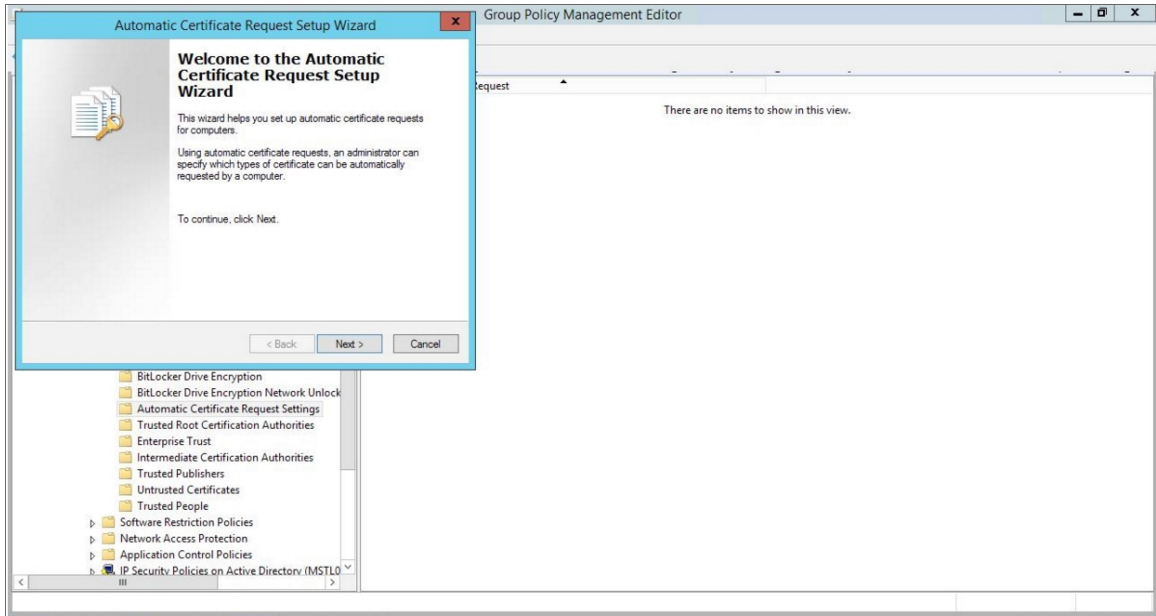 Automatic Certificate Request Setup Wizard
x
Group Policy Management Editor
x
Welcome to the Automatic
Certificate Request Setup
Wizard
This wizard helps you set up automatic certificate requests
for computers.
Using automatic certificate requests, an administrator can
specify which types of certificate can be automatically
requested by a computer.
To continue, click Next.
< Back
Next >
Cancel
Request
There are no items to show in this view.
BitLocker Drive Encryption
BitLocker Drive Encryption Network Unlock
Automatic Certificate Request Settings
Trusted Root Certification Authorities
Enterprise Trust
Intermediate Certification Authorities
Trusted Publishers
Untrusted Certificates
Trusted People
Software Restriction Policies
Network Access Protection
Application Control Policies
IP Security Policies on Active Directory (MSTL0